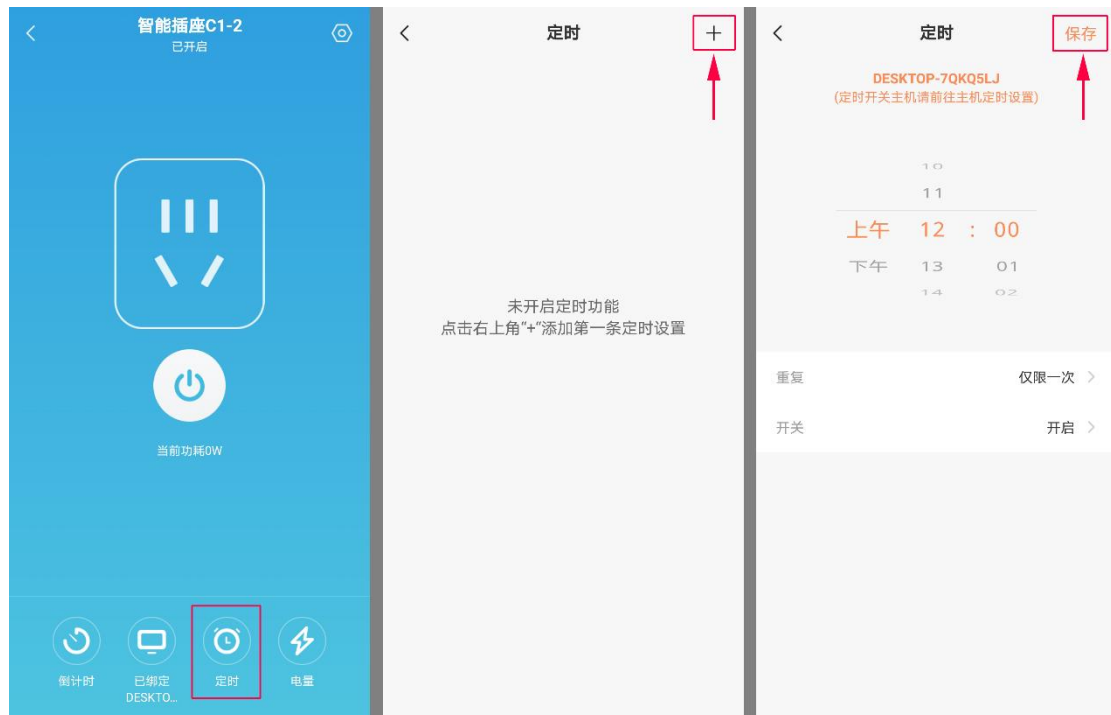 智能插座C1-2
已开启
当前功耗0W
倒计时
已绑定
DESKTO...
定时
电量
定时
未开启定时功能
点击右上角“+”添加第一条定时设置
定时
保存
DESKTOP-7QKQ5LJ
(定时开关主机请前往主机定时设置)
10
11
上午 12 : 00
下午 13 01
14 02
重复 仅限一次
开关 开启